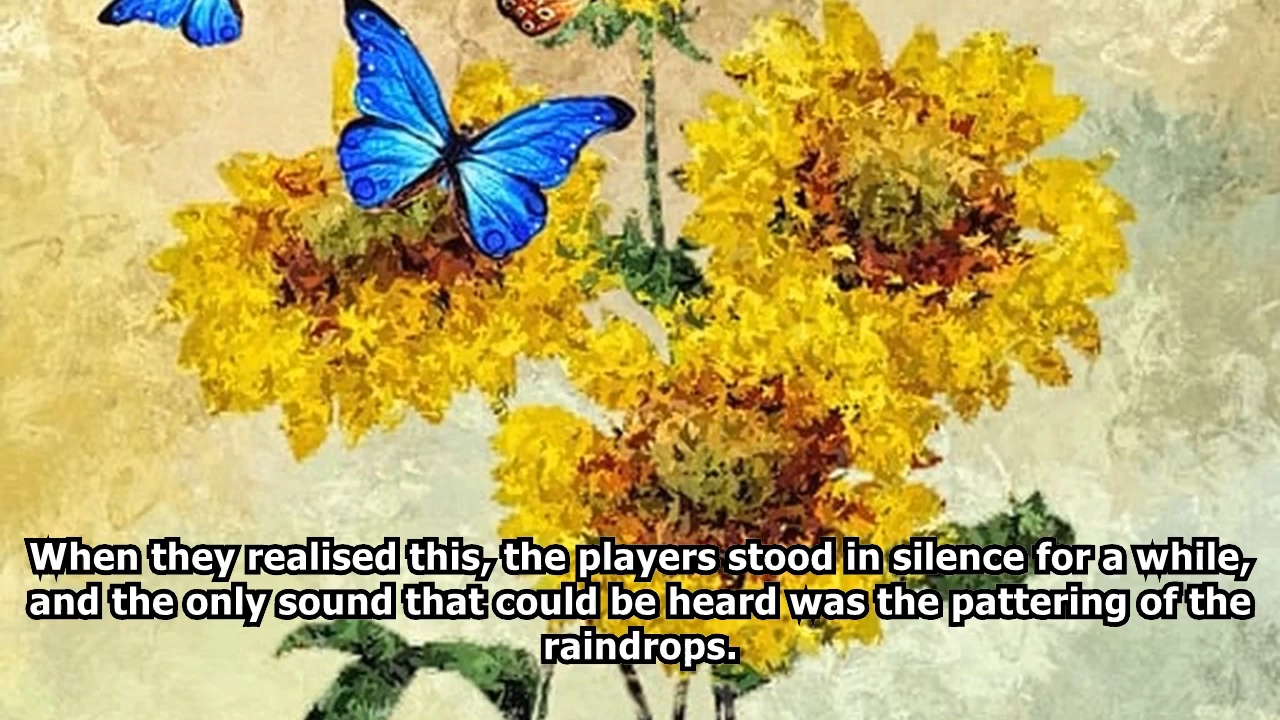 When they realised this, the players stood in silence for a while,
and the only sound that could be heard was the pattering of the
raindrops.